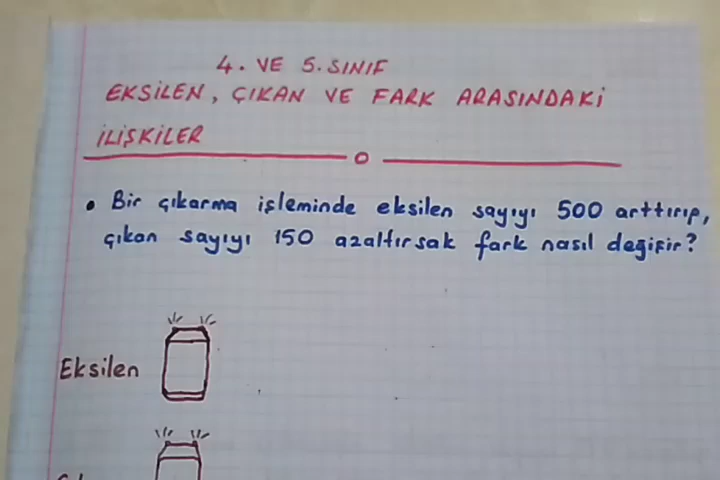 4. VE 5. SINIF
EKSİLEN, ÇIKAN VE FARK ARASINDAKİ
İLİŞKİLER
• Bir çıkarma işleminde eksilen sayıyı 500 arttırıp,
çıkan sayıyı 150 azaltırsak fark nasıl değişir?
Eksilen